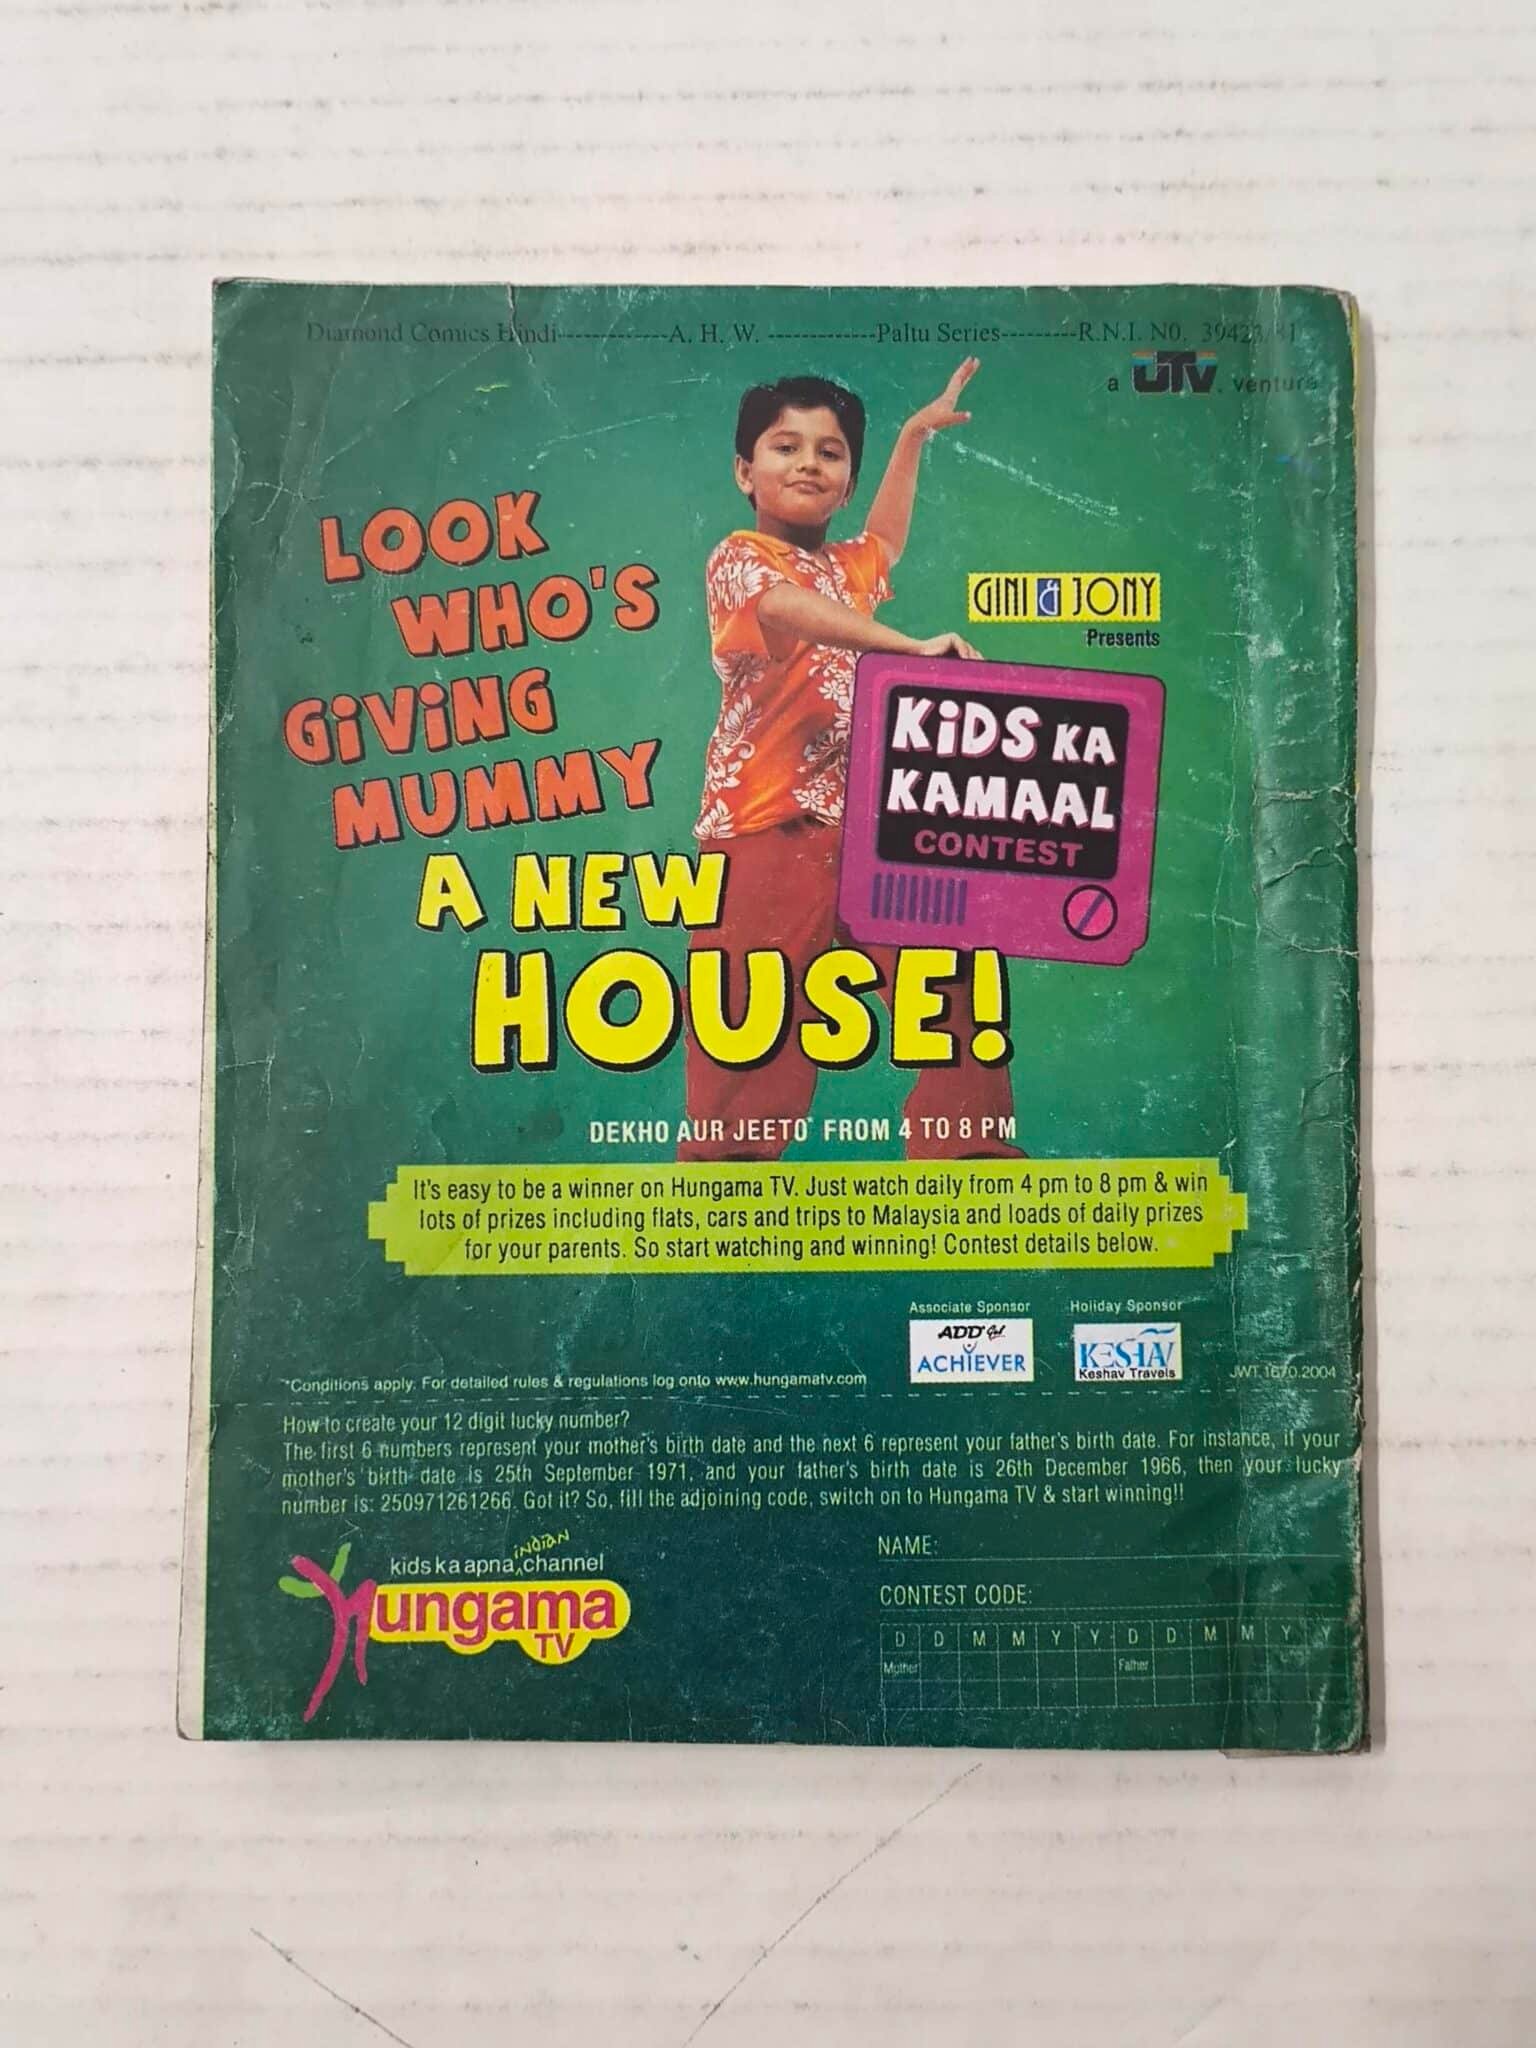 Diamond Comics Hindi-------------A. H. W. -------------Paltu Series---------R.N.I. NO. 39423/81
a UTV. venture
LOOK
WHO'S
GiViNG
MUMMY
A NEW
HOUSE!
GINI & JONY
Presents
KiDS KA
KAMAAL
CONTEST
DEKHO AUR JEETO* FROM 4 TO 8 PM
It's easy to be a winner on Hungama TV. Just watch daily from 4 pm to 8 pm & win
lots of prizes including flats, cars and trips to Malaysia and loads of daily prizes
for your parents. So start watching and winning! Contest details below.
Associate Sponsor
ADD Gel
ACHIEVER
Holiday Sponsor
KESHAV
Keshav Travels
*Conditions apply. For detailed rules & regulations log onto www.hungamatv.com
JWT.1670.2004
How to create your 12 digit lucky number?
The first 6 numbers represent your mother's birth date and the next 6 represent your father's birth date. For instance, if your
mother's birth date is 25th September 1971, and your father's birth date is 26th December 1966, then your lucky
number is: 250971261266. Got it? So, fill the adjoining code, switch on to Hungama TV & start winning!!
kids ka apna indian channel
Hungama
TV
NAME:
CONTEST CODE:
D D M M Y Y D D M M Y Y
Mother Father